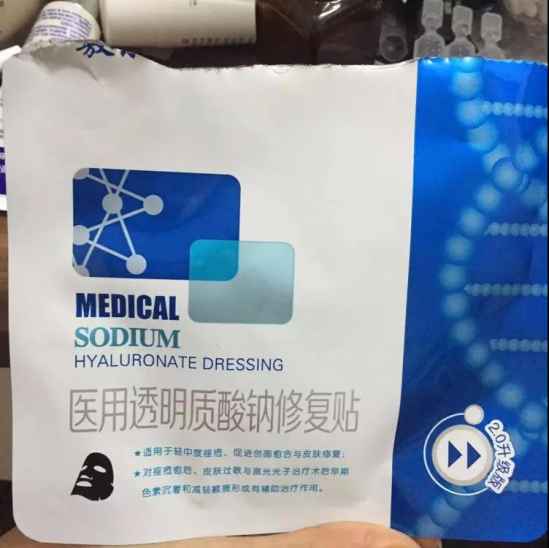 MEDICAL
SODIUM
HYALURONATE DRESSING
医用透明质酸钠修复贴
★适用于轻中度痤疮、促进创面愈合与皮肤修复;
★对痤疮愈后、皮肤过敏与激光光子治疗术后早期
色素沉着和减轻瘢痕形成有辅助治疗作用。
2.0升级版